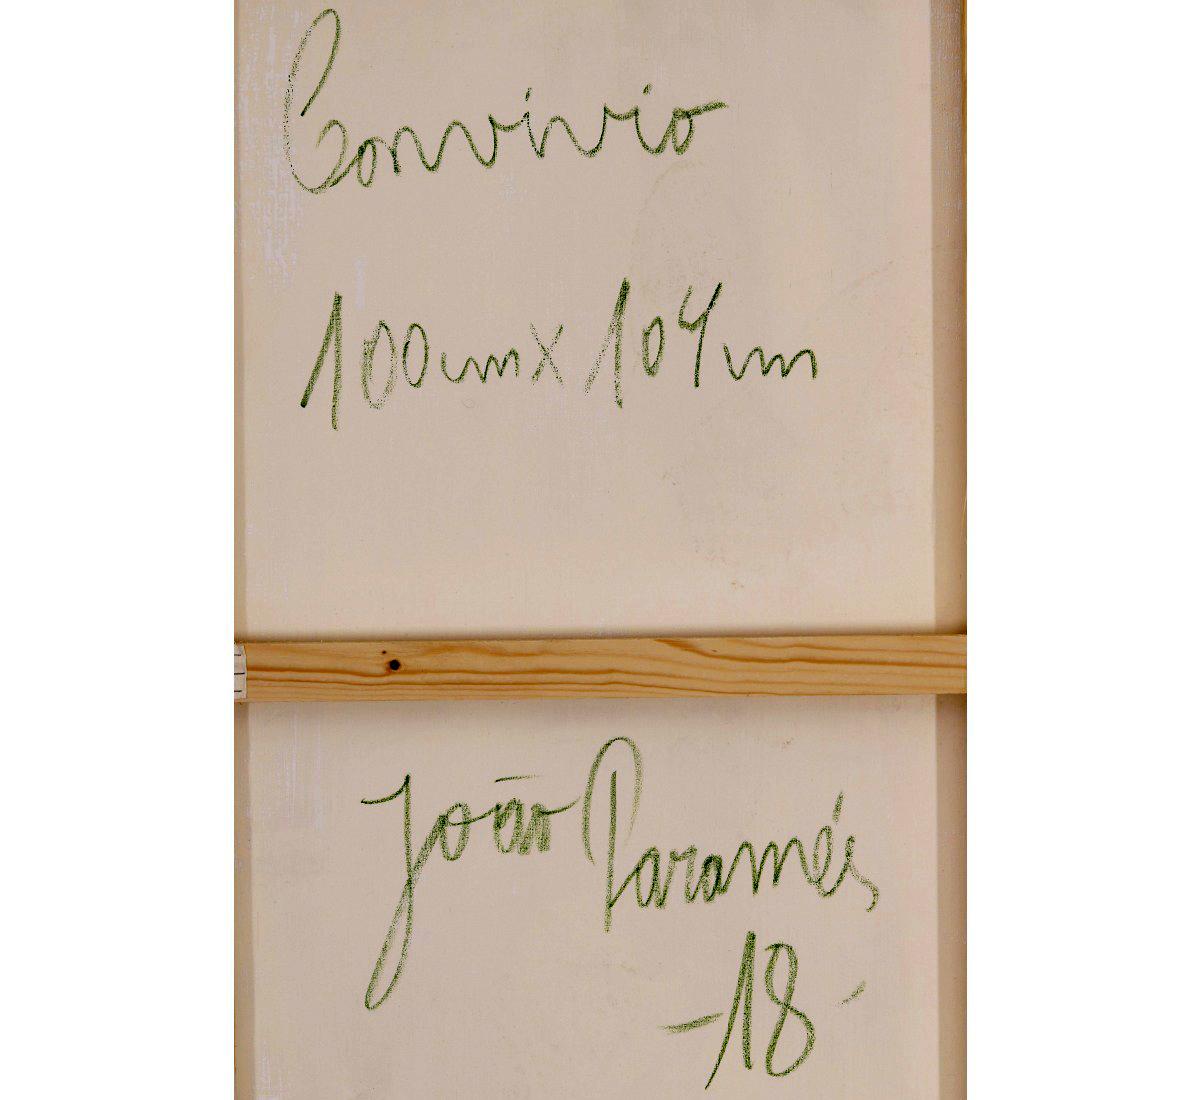 Convívio
100cm x 104cm
João Paramés
-18-